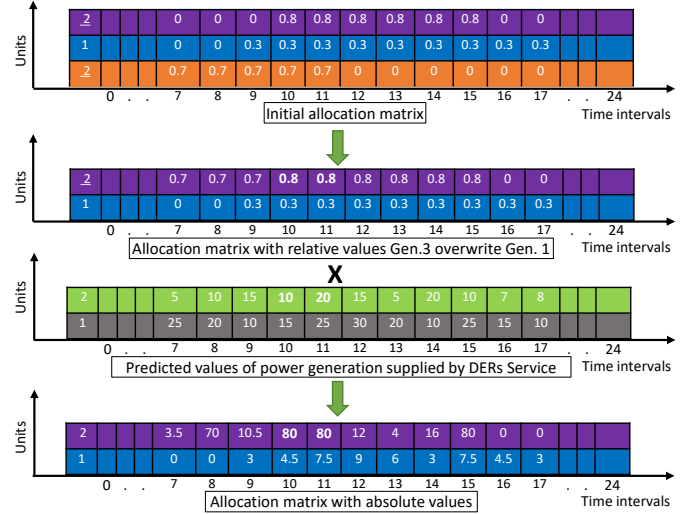 Units
2 0 0 0 0.8 0.8 0.8 0.8 0.8 0.8 0 0
1 0 0 0.3 0.3 0.3 0.3 0.3 0.3 0.3 0.3 0.3
2 0.7 0.7 0.7 0.7 0.7 0 0 0 0 0 0
0 . . 7 8 9 10 11 12 13 14 15 16 17 . . 24
Initial allocation matrix
Time intervals
Units
2 0.7 0.7 0.7 0.8 0.8 0.8 0.8 0.8 0.8 0 0
1 0 0 0.3 0.3 0.3 0.3 0.3 0.3 0.3 0.3 0.3
0 . . 7 8 9 10 11 12 13 14 15 16 17 . . 24
Allocation matrix with relative values Gen.3 overwrite Gen. 1
Time intervals
X
Units
2 5 10 15 10 20 15 5 20 10 7 8
1 25 20 10 15 25 30 20 10 25 15 10
0 . . 7 8 9 10 11 12 13 14 15 16 17 . . 24
Predicted values of power generation supplied by DERs Service
Time intervals
Units
2 3.5 70 10.5 80 80 12 4 16 80 0 0
1 0 0 3 4.5 7.5 9 6 3 7.5 4.5 3
0 . . 7 8 9 10 11 12 13 14 15 16 17 . . 24
Allocation matrix with absolute values
Time intervals